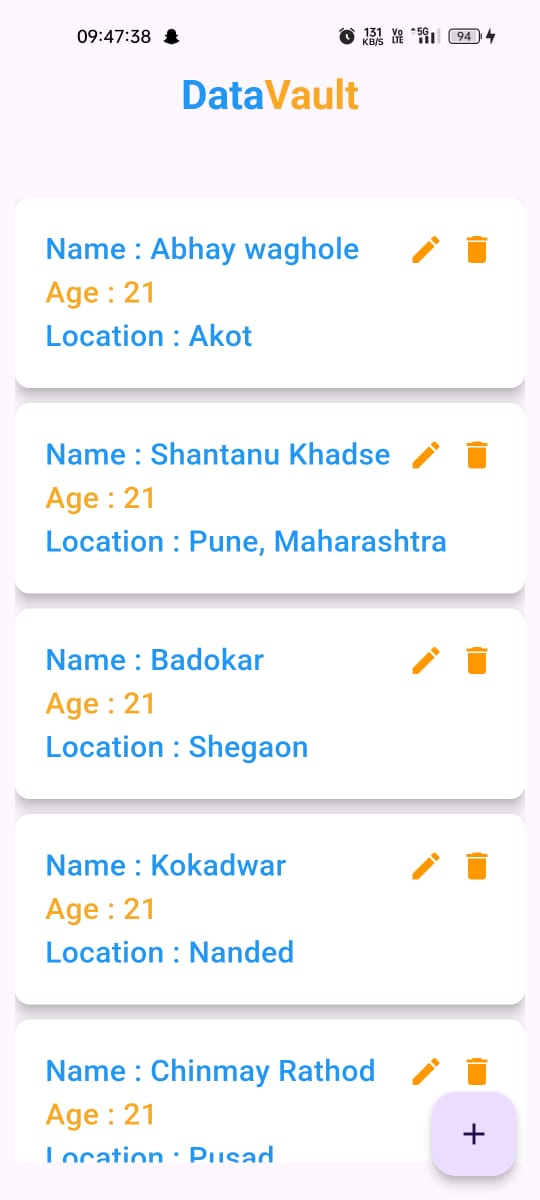 09:47:38 131 KB/S Vo LTE 5G 94
DataVault
Name : Abhay waghole
Age : 21
Location : Akot
Name : Shantanu Khadse
Age : 21
Location : Pune, Maharashtra
Name : Badokar
Age : 21
Location : Shegaon
Name : Kokadwar
Age : 21
Location : Nanded
Name : Chinmay Rathod
Age : 21
Location : Pusad
+